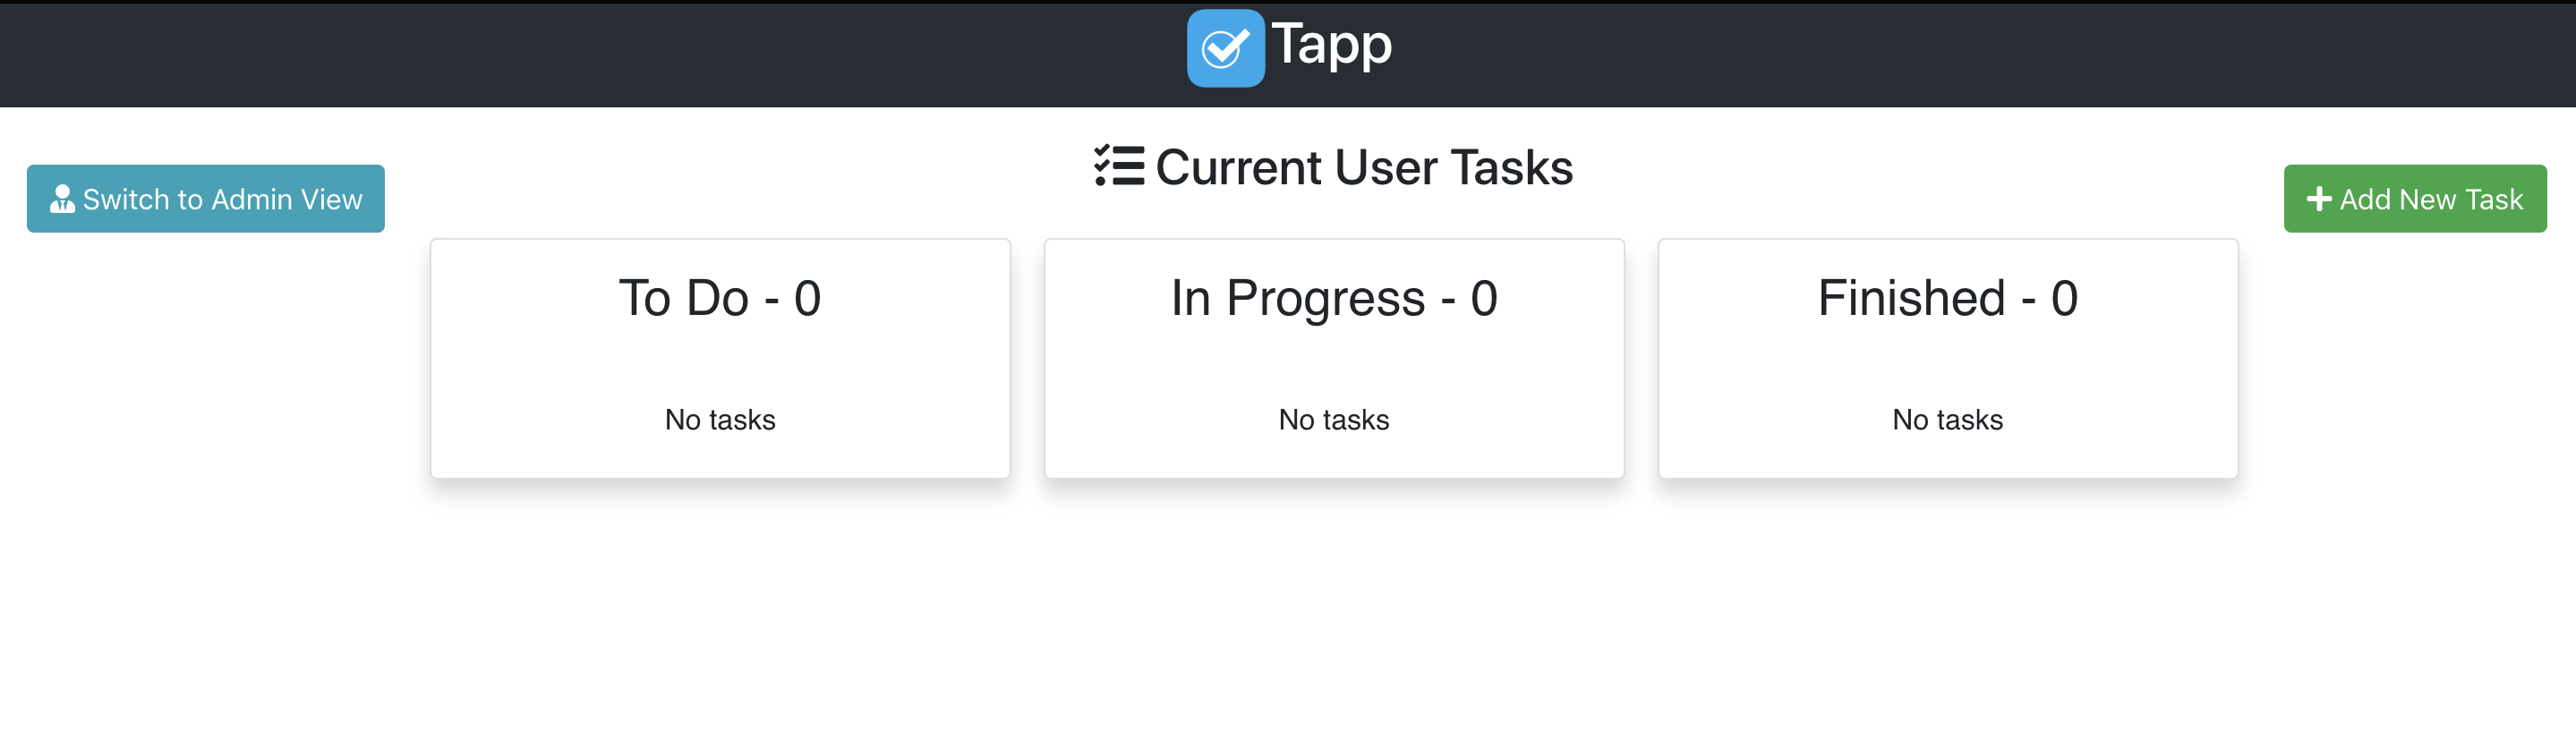 Tapp
Current User Tasks
Switch to Admin View
Add New Task
To Do - 0
No tasks
In Progress - 0
No tasks
Finished - 0
No tasks